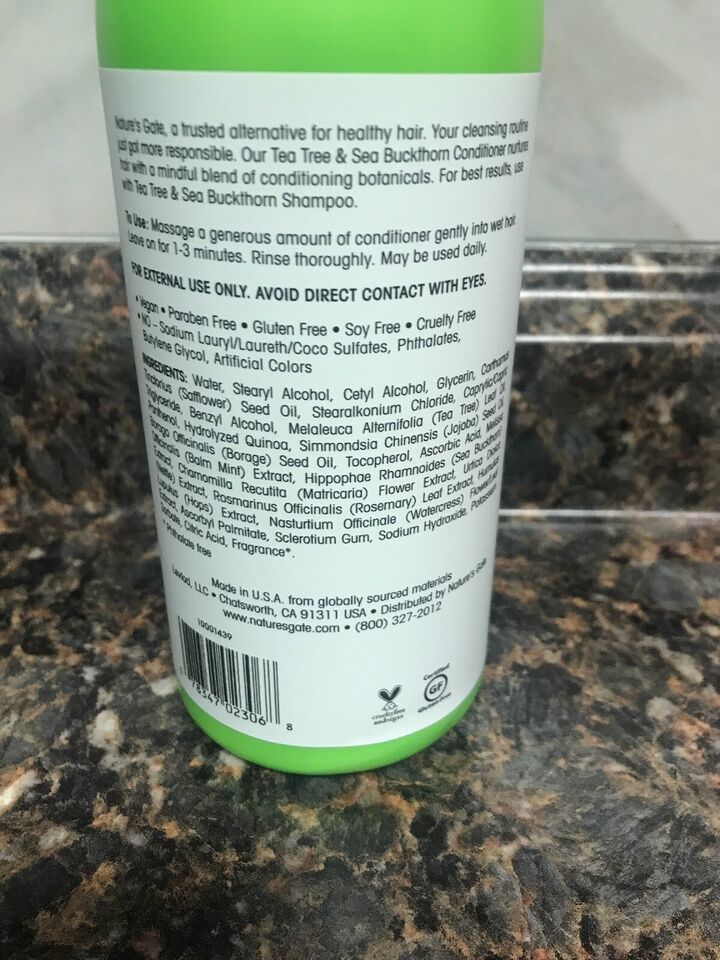 Nature's Gate, a trusted alternative for healthy hair. Your cleansing routine
just got more responsible. Our Tea Tree & Sea Buckthorn Conditioner nurtures
hair with a mindful blend of conditioning botanicals. For best results, use
with Tea Tree & Sea Buckthorn Shampoo.
To Use: Massage a generous amount of conditioner gently into wet hair.
Leave on for 1-3 minutes. Rinse thoroughly. May be used daily.
FOR EXTERNAL USE ONLY. AVOID DIRECT CONTACT WITH EYES.
• Vegan • Paraben Free • Gluten Free • Soy Free • Cruelty Free
• NO - Sodium Lauryl/Laureth/Coco Sulfates, Phthalates,
Butylene Glycol, Artificial Colors
INGREDIENTS: Water, Stearyl Alcohol, Cetyl Alcohol, Glycerin, Carthamus
Tinctorius (Safflower) Seed Oil, Stearalkonium Chloride, Caprylic/Capric
Triglyceride, Benzyl Alcohol, Melaleuca Alternifolia (Tea Tree) Leaf Oil,
Panthenol, Hydrolyzed Quinoa, Simmondsia Chinensis (Jojoba) Seed Oil,
Borago Officinalis (Borage) Seed Oil, Tocopherol, Ascorbic Acid, Melissa
Officinalis (Balm Mint) Extract, Hippophae Rhamnoides (Sea Buckthorn)
Extract, Chamomilla Recutita (Matricaria) Flower Extract, Urtica Dioica
(Nettle) Extract, Rosmarinus Officinalis (Rosemary) Leaf Extract, Humulus
Lupulus (Hops) Extract, Nasturtium Officinale (Watercress) Flower/Leaf
Extract, Ascorbyl Palmitate, Sclerotium Gum, Sodium Hydroxide, Potassium
Sorbate, Citric Acid, Fragrance*.
* Phthalate free
Made in U.S.A. from globally sourced materials
Levlad, LLC • Chatsworth, CA 91311 USA • Distributed by Nature's Gate
www.naturesgate.com • (800) 327-2012
10001439
78347 02306 8
crueltyfree
andvegan
Certified
GF
Gluten-Free